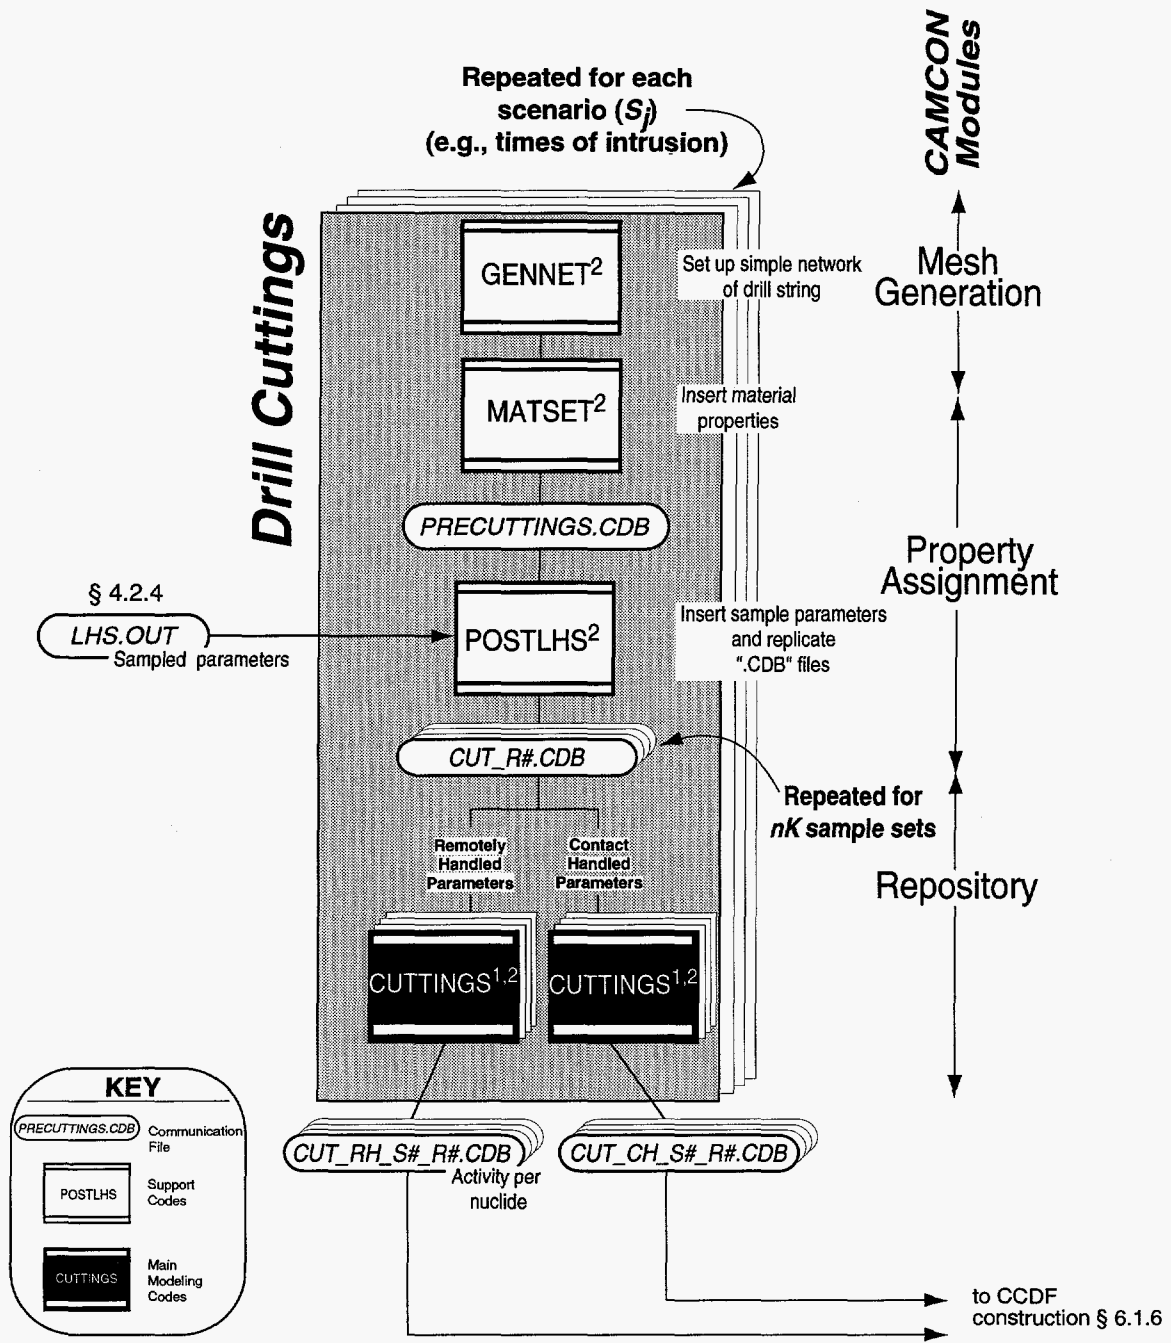 CAMCON
Modules
Repeated for each
scenario (Sj)
(e.g., times of intrusion)
Drill Cuttings
GENNET2
Set up simple network
of drill string
Mesh
Generation
MATSET2
Insert material
properties
PRECUTTINGS.CDB
Property
Assignment
§ 4.2.4
LHS.OUT
Sampled parameters
POSTLHS2
Insert sample parameters
and replicate
".CDB" files
CUT_R#.CDB
Repeated for
nK sample sets
Remotely
Handled
Parameters
Contact
Handled
Parameters
Repository
CUTTINGS1,2
CUTTINGS1,2
KEY
PRECUTTINGS.CDB
Communication
File
POSTLHS
Support
Codes
CUTTINGS
Main
Modeling
Codes
CUT_RH_S#_R#.CDB
Activity per
nuclide
CUT_CH_S#_R#.CDB
to CCDF
construction § 6.1.6